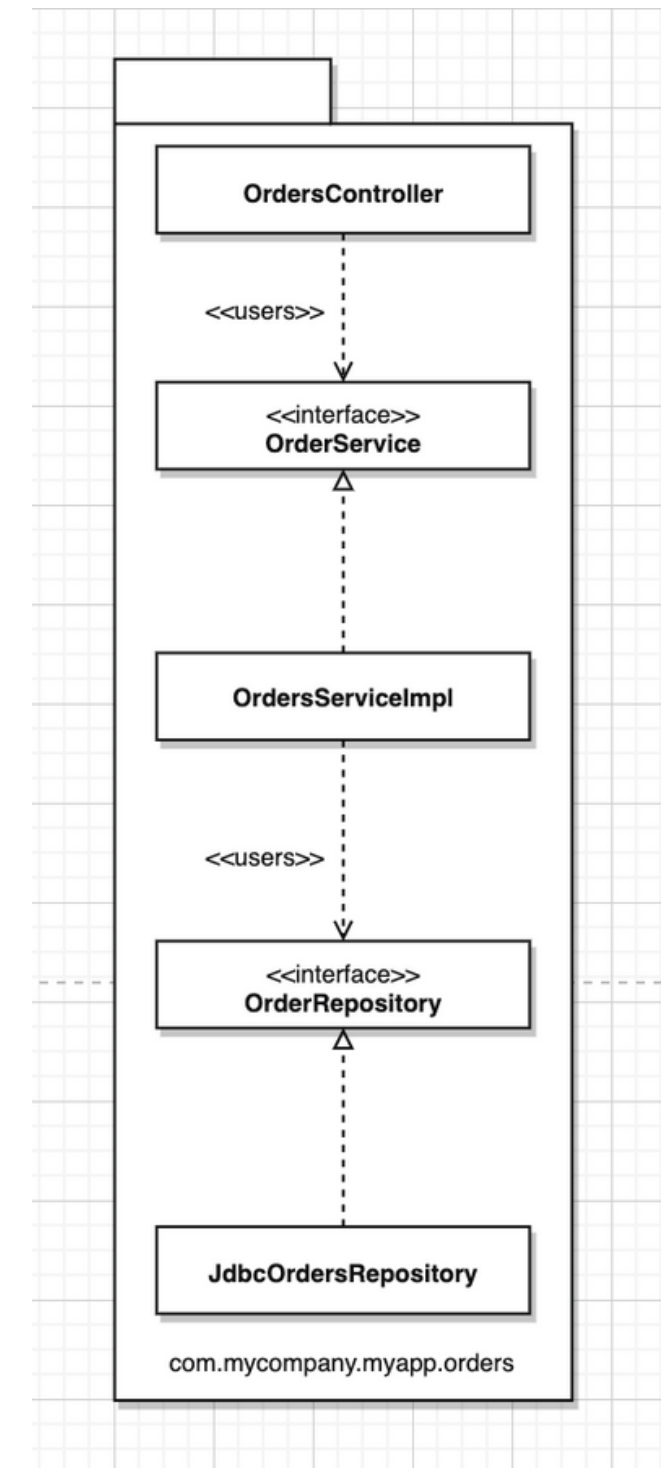 OrdersController
<<users>>
<<interface>>
OrderService
OrdersServiceImpl
<<users>>
<<interface>>
OrderRepository
JdbcOrdersRepository
com.mycompany.myapp.orders